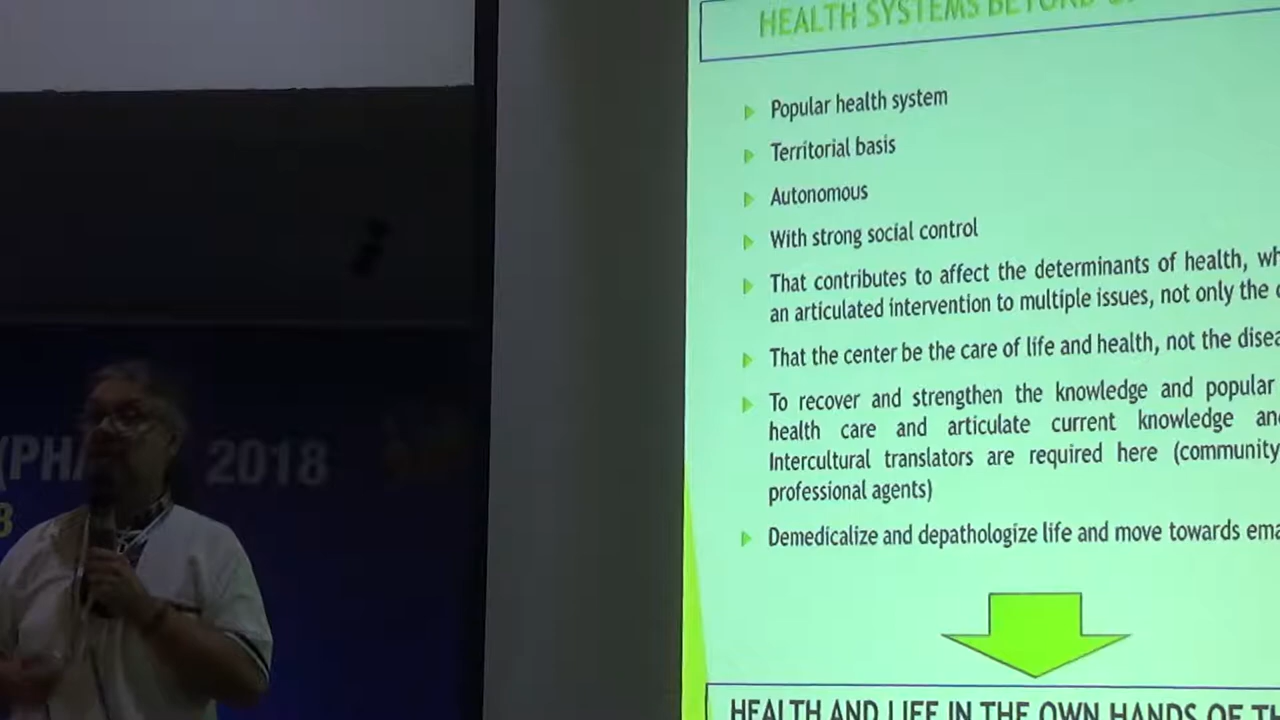 HEALTH SYSTEMS BEYOND
Popular health system
Territorial basis
Autonomous
With strong social control
That contributes to affect the determinants of health,
an articulated intervention to multiple issues, not only the
That the center be the care of life and health, not the
To recover and strengthen the knowledge and popular
health care and articulate current knowledge
Intercultural translators are required here (community
professional agents)
Demedicalize and depathologize life and move towards
HEALTH AND LIFE IN THE OWN HANDS OF
(PHA 2018
8